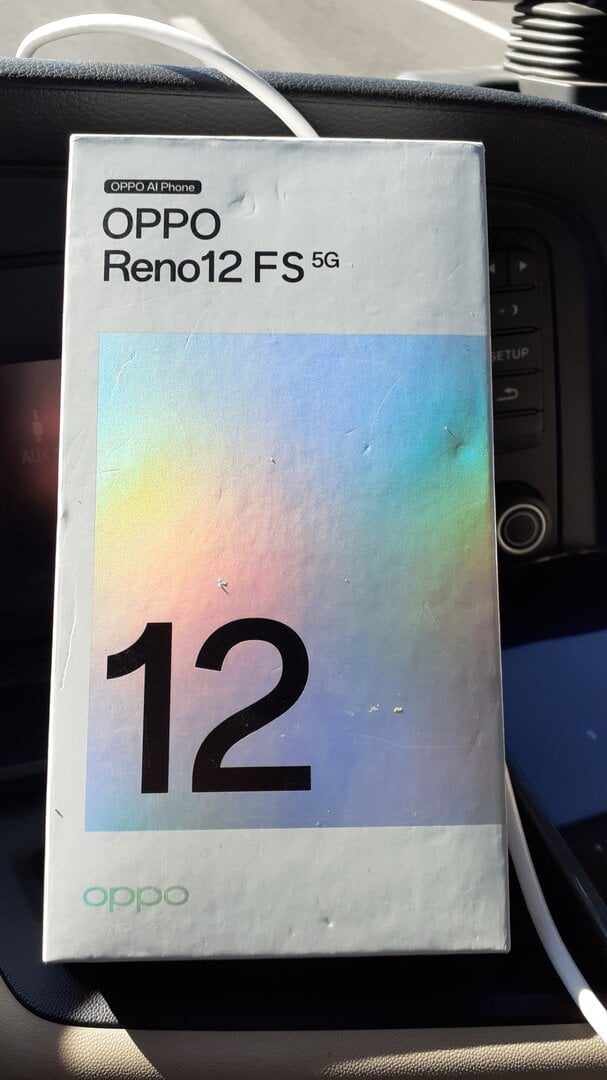 OPPO AI Phone
OPPO
Reno12 FS 5G
SETUP
AUX
12
oppo